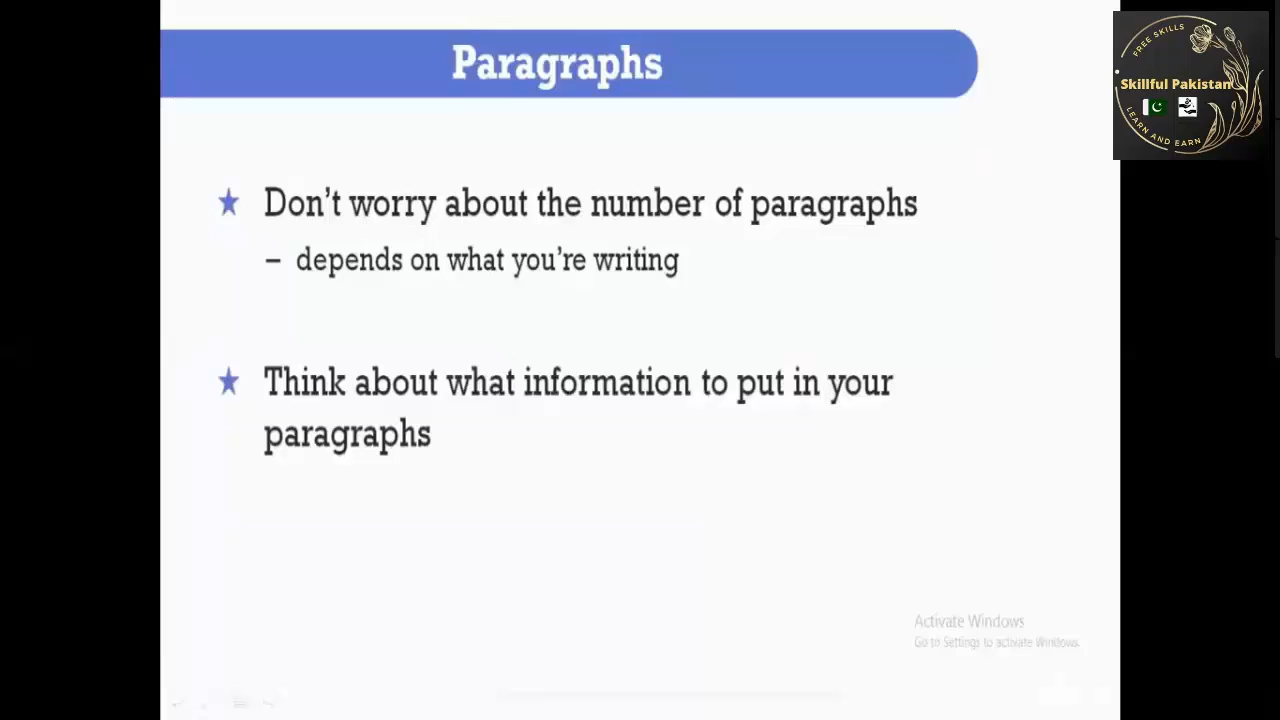 Paragraphs
FREE SKILLS
Skillful Pakistan
LEARN AND EARN
★ Don't worry about the number of paragraphs
– depends on what you're writing
★ Think about what information to put in your
paragraphs
Activate Windows
Go to Settings to activate Windows.